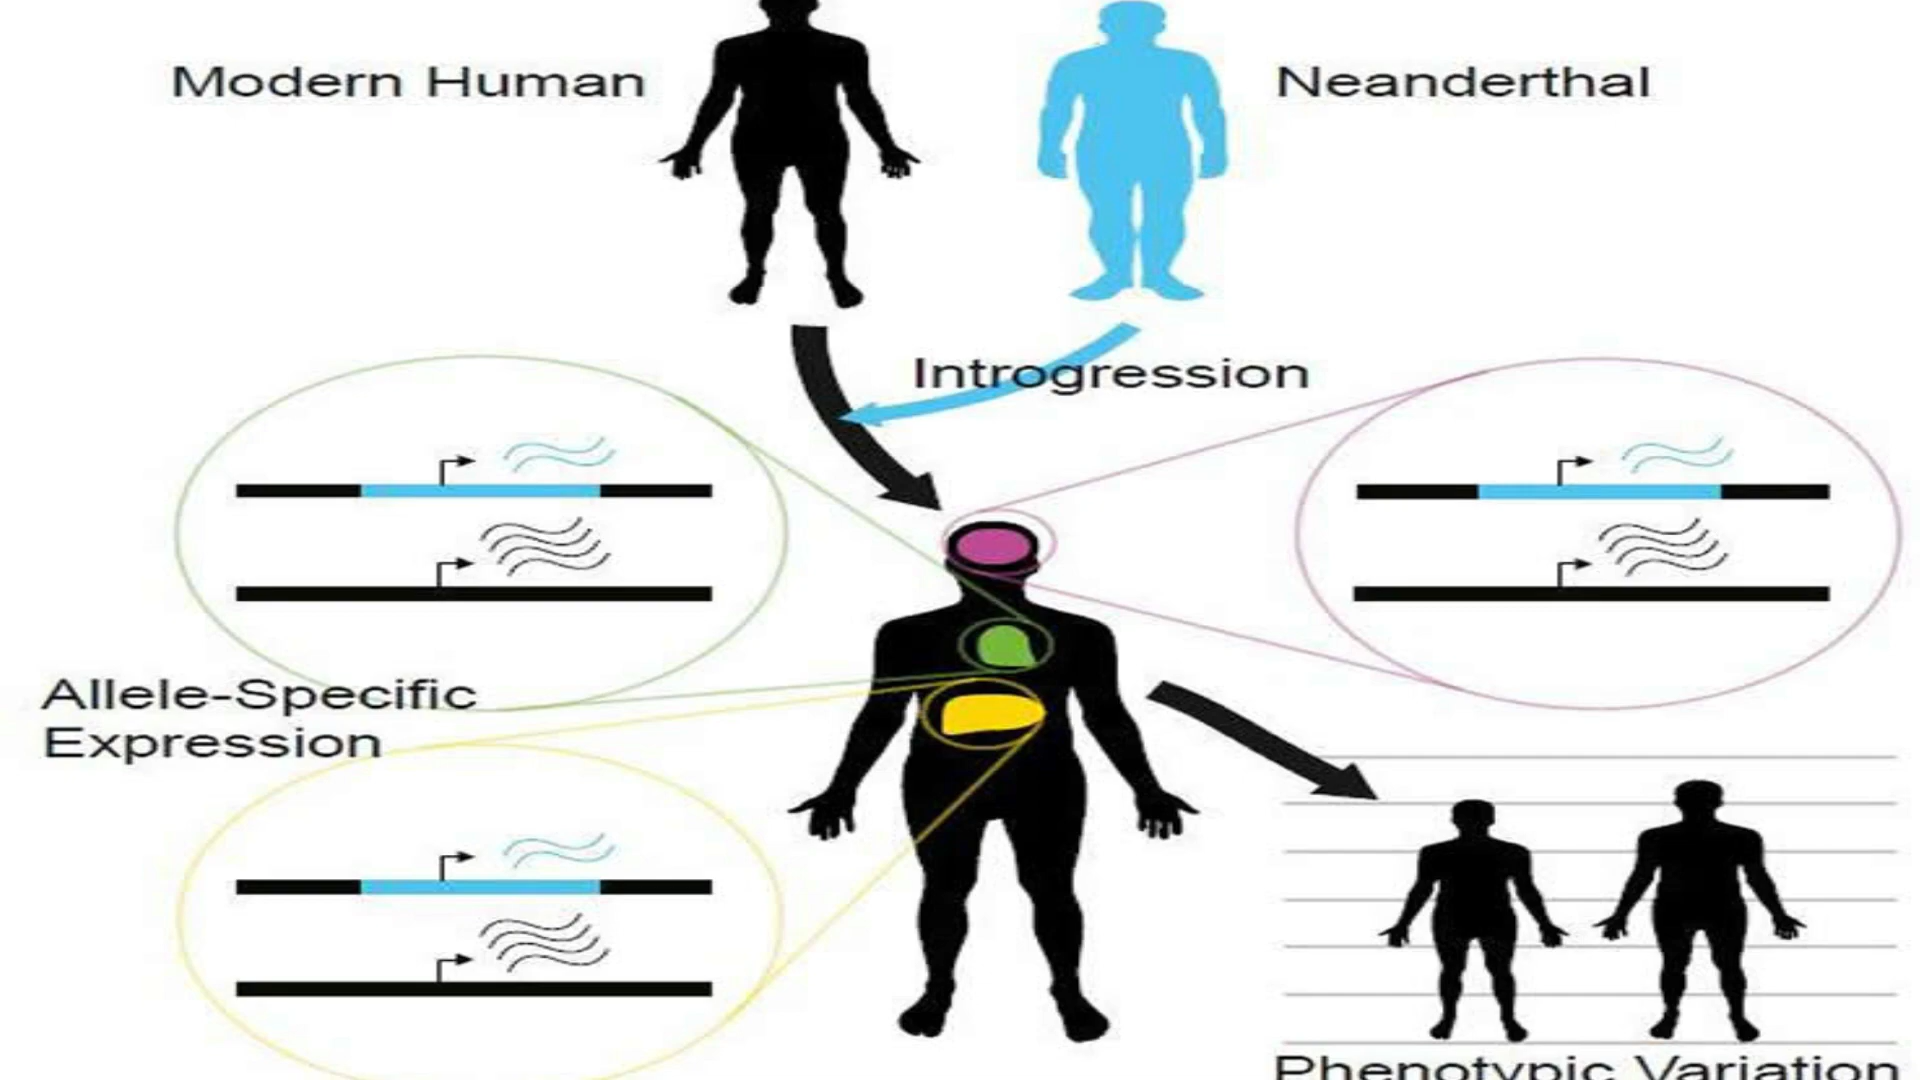 Modern Human
Neanderthal
Introgression
Allele-Specific
Expression
Phenotypic Variation